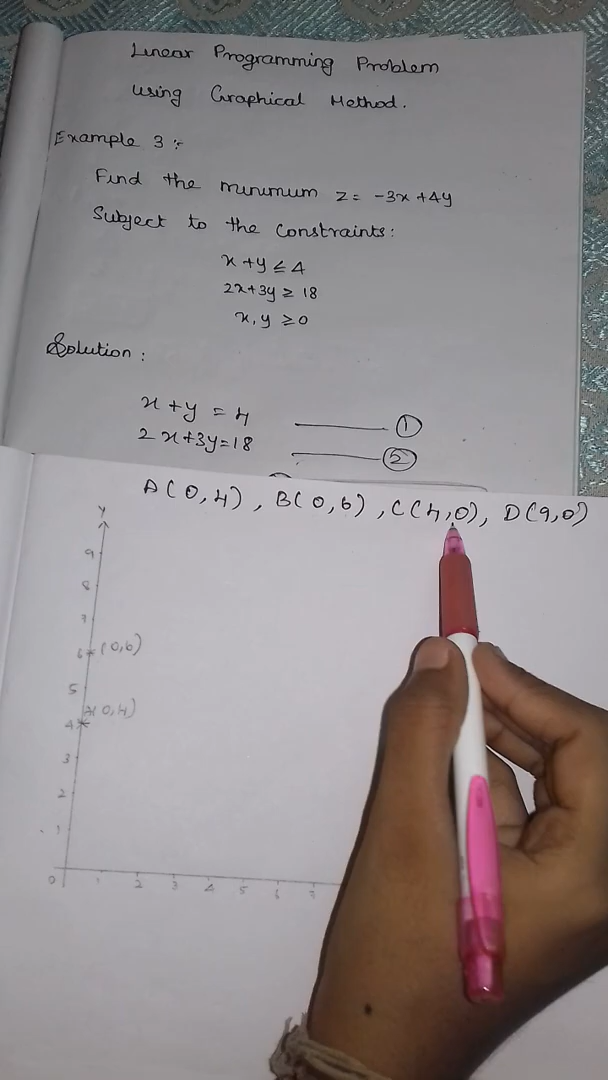 Linear Programming Problem
using Graphical Method.
Example 3 :-
Find the minimum z = -3x + 4y
Subject to the constraints:
x + y ≤ 4
2x + 3y ≥ 18
x, y ≥ 0
Solution :
x + y = 4 ——— ①
2x + 3y = 18 ——— ②
A(0,4), B(0,6), C(4,0), D(9,0)
y
9
8
7
6 (0,6)
5
4 (0,4)
3
2
1
0 1 2 3 4 5 6 7